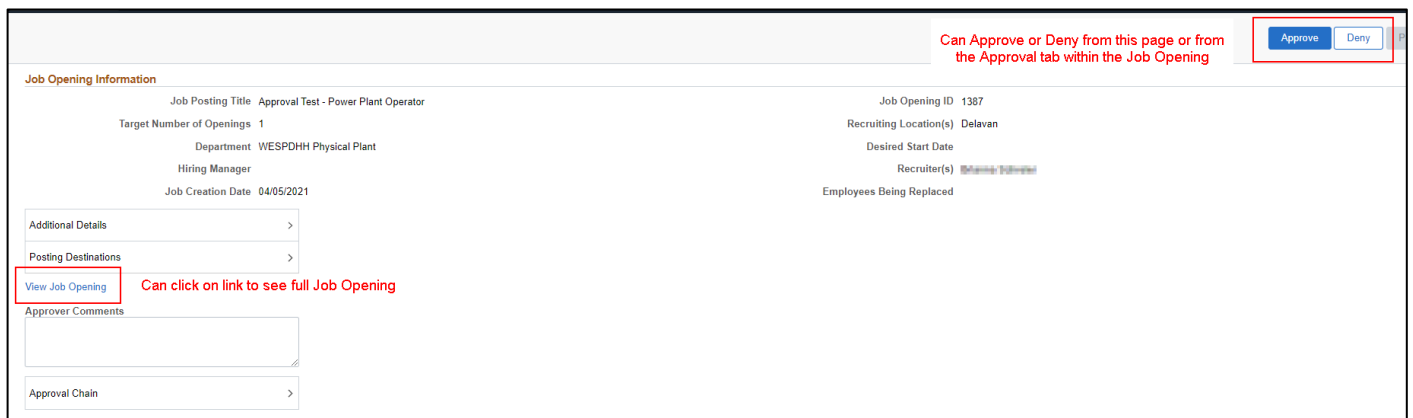 Can Approve or Deny from this page or from
the Approval tab within the Job Opening
Approve Deny P
Job Opening Information
Job Posting Title Approval Test - Power Plant Operator
Job Opening ID 1387
Target Number of Openings 1
Recruiting Location(s) Delavan
Department WESPDHH Physical Plant
Desired Start Date
Hiring Manager
Recruiter(s)
Job Creation Date 04/05/2021
Employees Being Replaced
Additional Details
Posting Destinations
View Job Opening
Can click on link to see full Job Opening
Approver Comments
Approval Chain